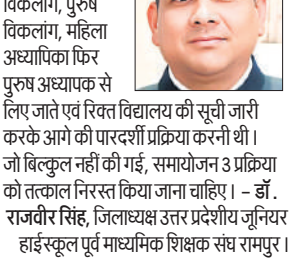 विकलांग, पुरुष
विकलांग, महिला
अध्यापिका फिर
पुरुष अध्यापक से
लिए जाते एवं रिक्त विद्यालय की सूची जारी
करके आगे की पारदर्शी प्रक्रिया करनी थी।
जो बिल्कुल नहीं की गई, समायोजन 3 प्रक्रिया
को तत्काल निरस्त किया जाना चाहिए। – डॉ.
राजवीर सिंह, जिलाध्यक्ष उत्तर प्रदेशीय जूनियर
हाईस्कूल पूर्व माध्यमिक शिक्षक संघ रामपुर।